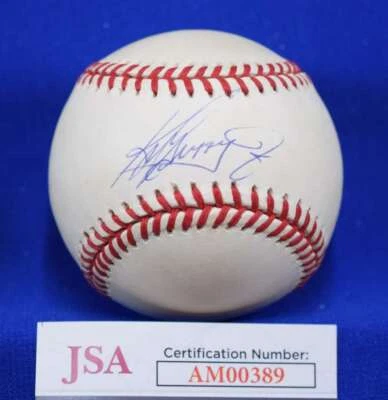 JSA
Certification Number:
AM00389